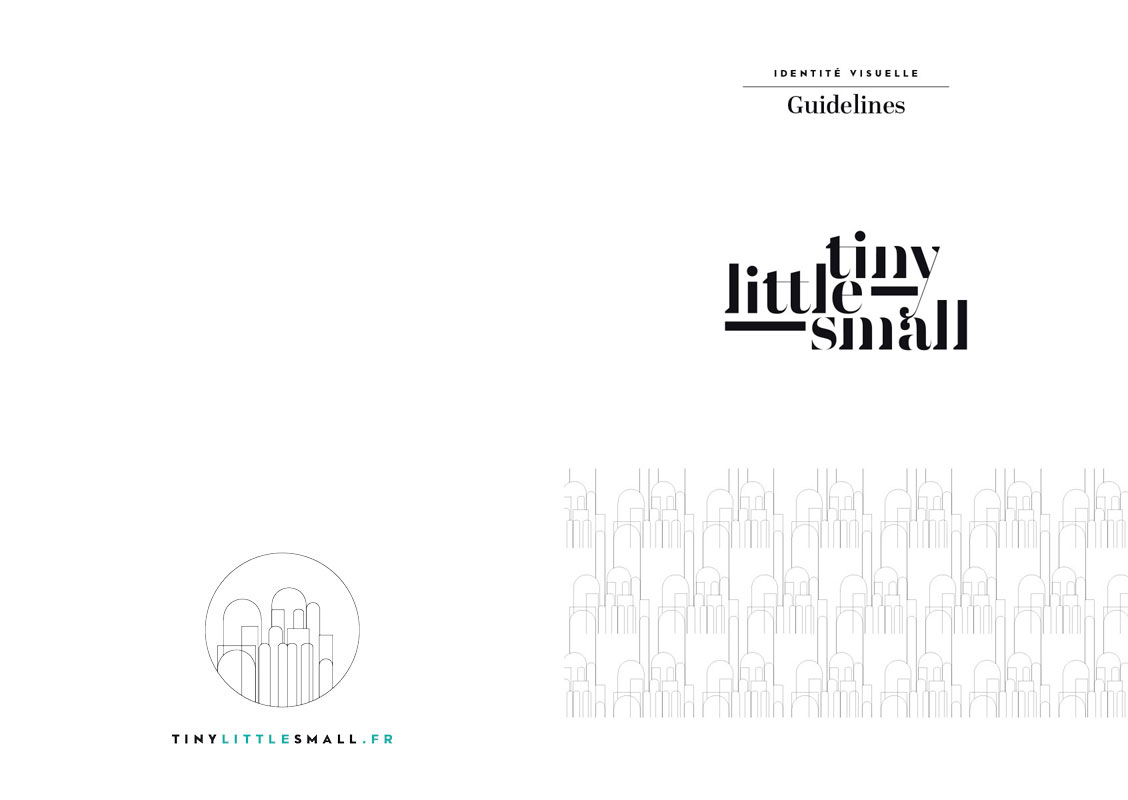 IDENTITÉ VISUELLE
Guidelines
tiny
little
small
TINYLITTLESMALL.FR